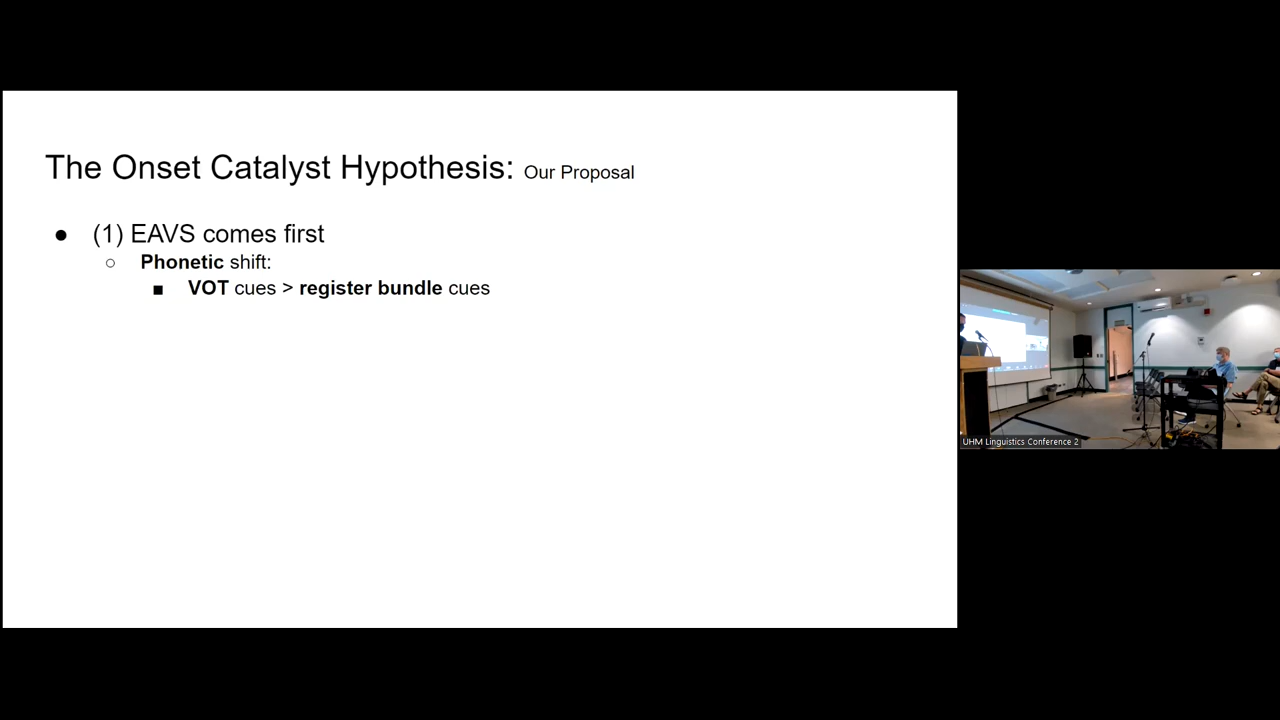 The Onset Catalyst Hypothesis: Our Proposal
● (1) EAVS comes first
○ Phonetic shift:
■ VOT cues > register bundle cues
UHM Linguistics Conference 2